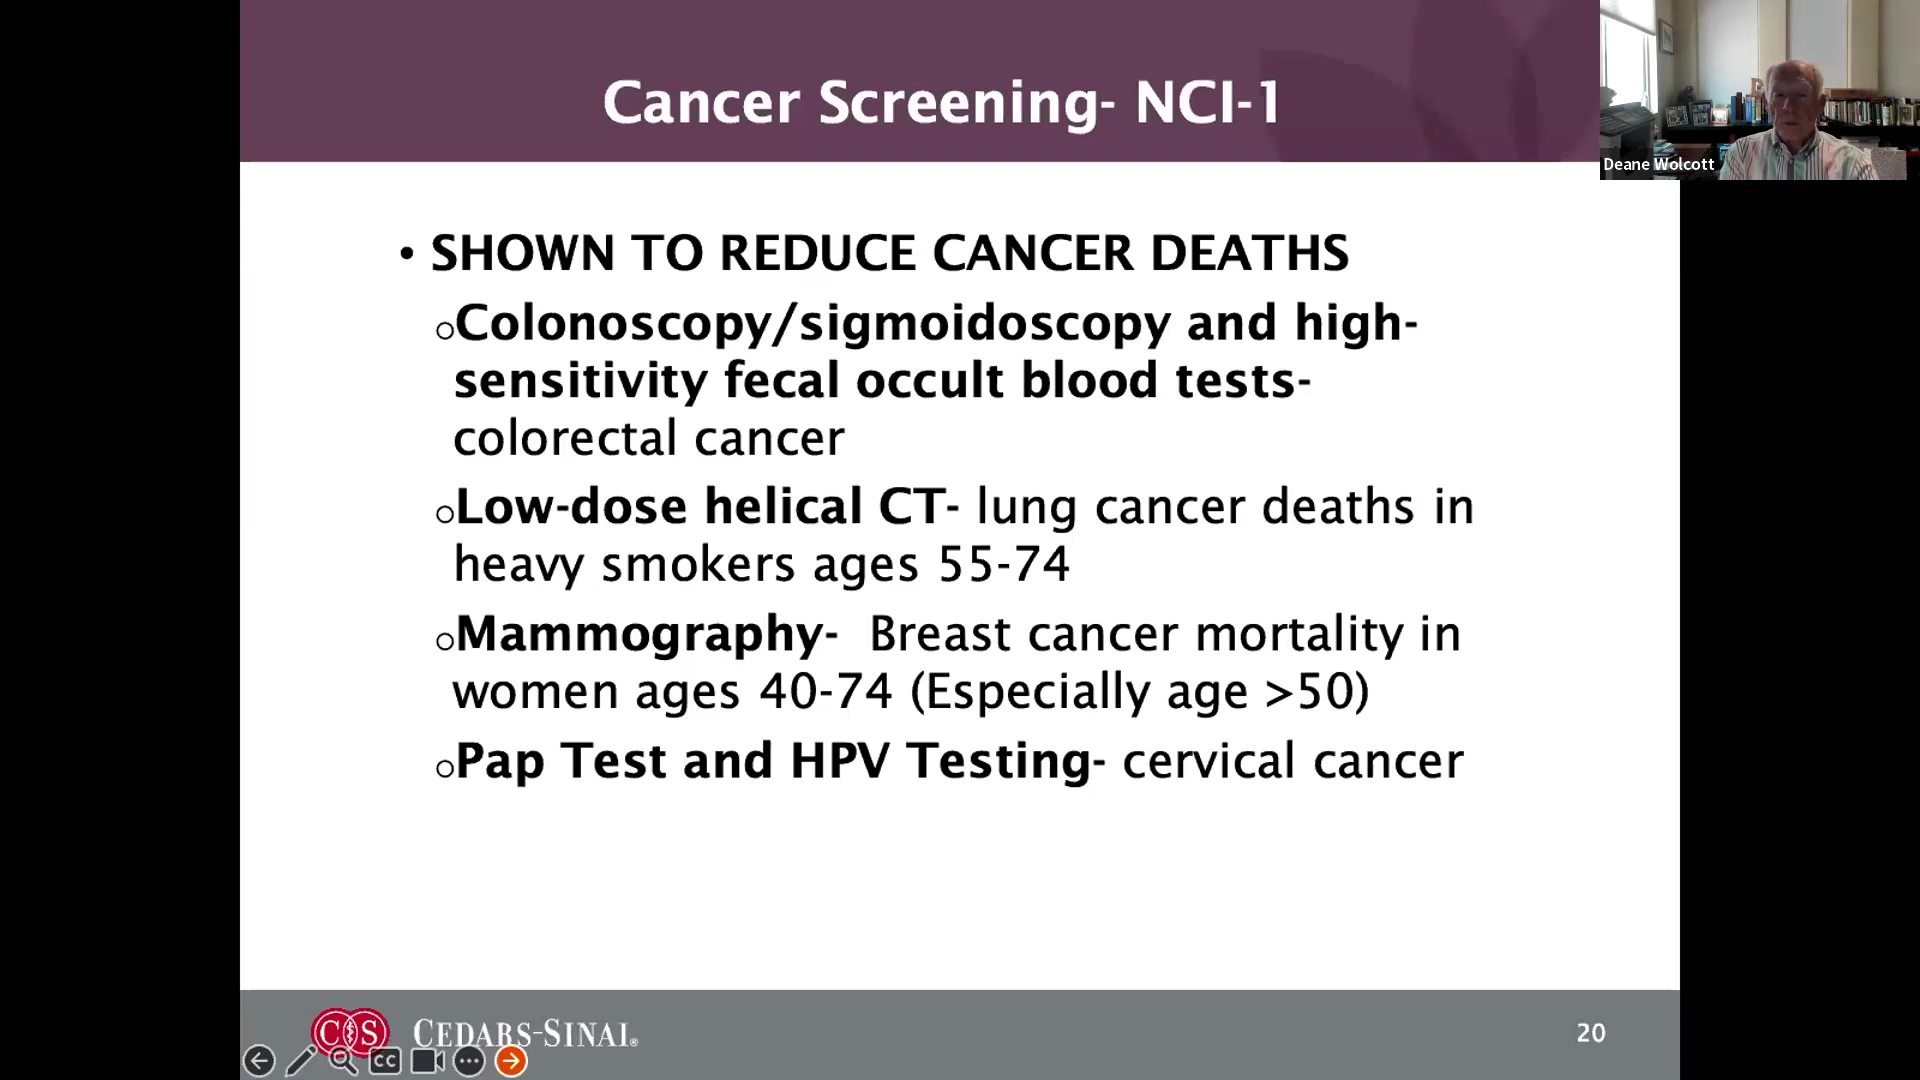 Cancer Screening- NCI-1
Deane Wolcott
• SHOWN TO REDUCE CANCER DEATHS
oColonoscopy/sigmoidoscopy and high-
sensitivity fecal occult blood tests-
colorectal cancer
oLow-dose helical CT- lung cancer deaths in
heavy smokers ages 55-74
oMammography- Breast cancer mortality in
women ages 40-74 (Especially age >50)
oPap Test and HPV Testing- cervical cancer
CS CEDARS-SINAI®
20
CC